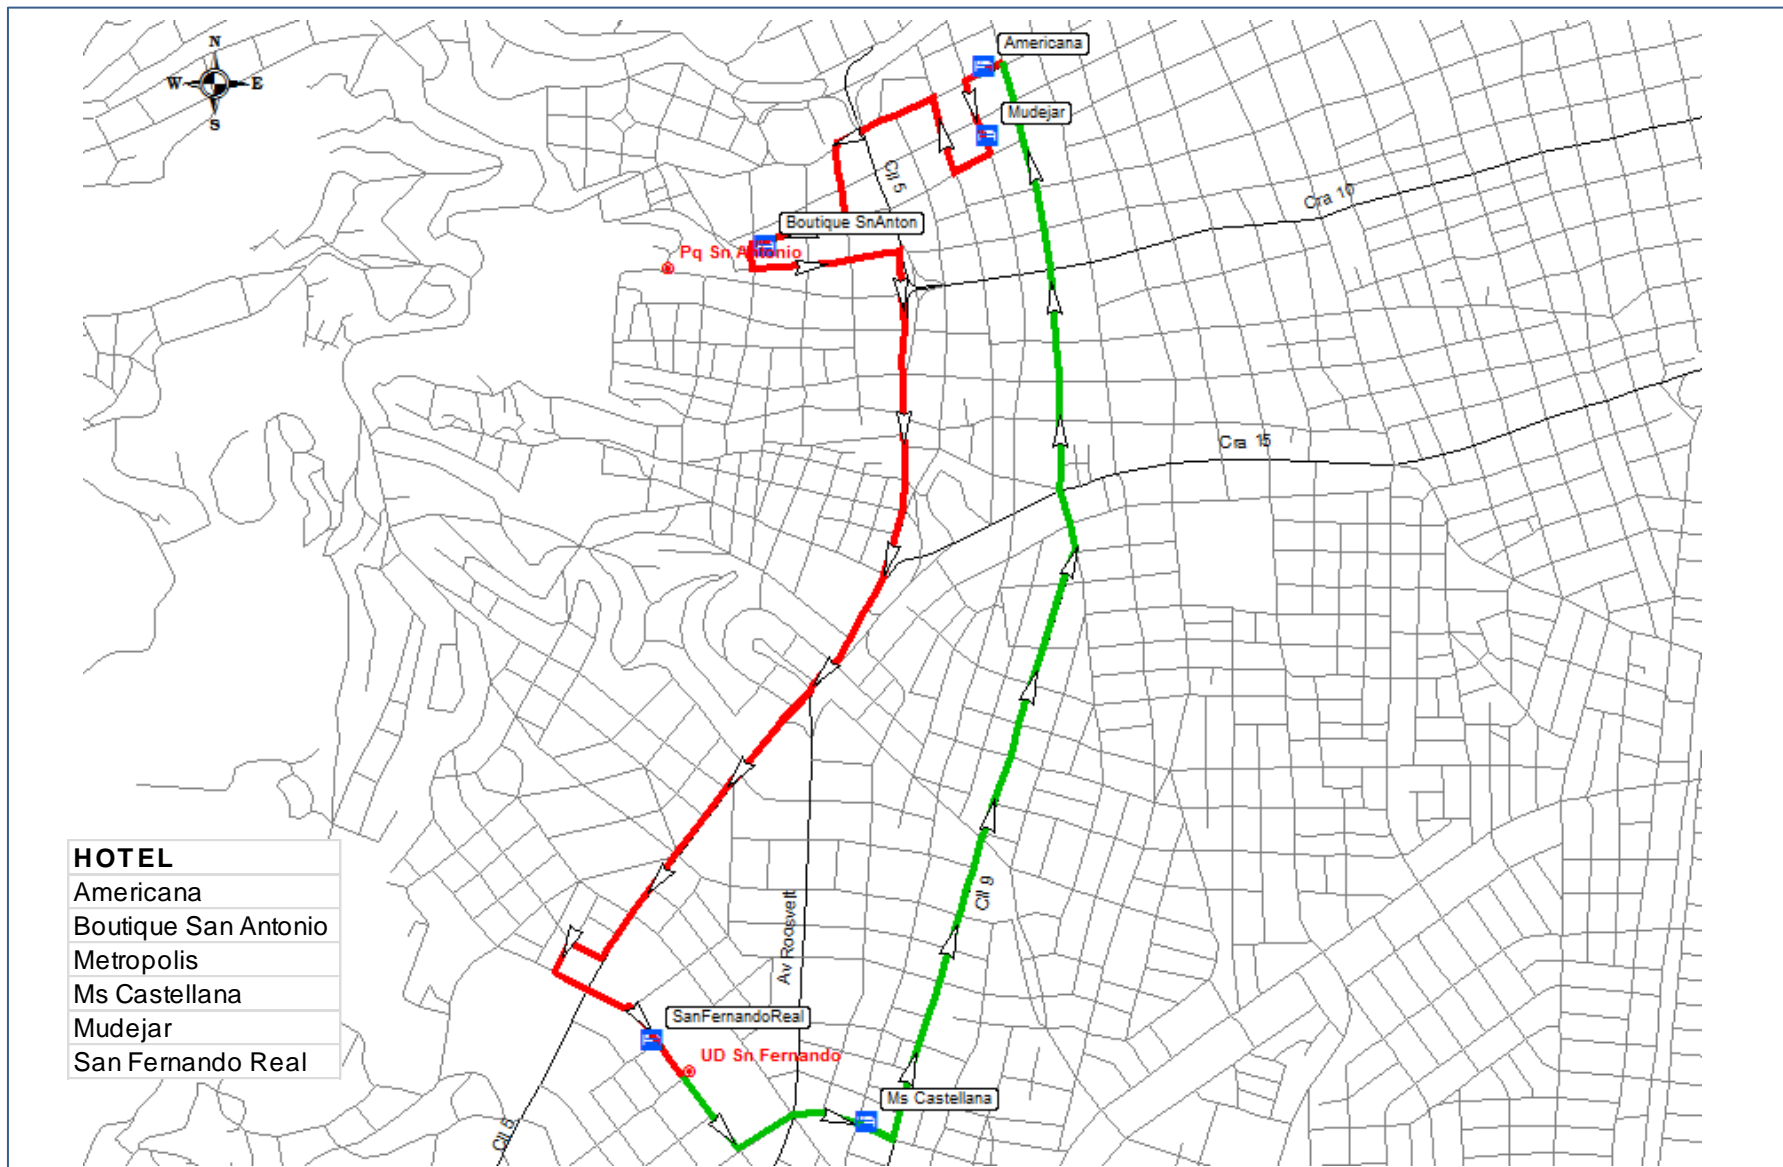 N
W E
S
Americana
Mudejar
Cll 5
Cra 10
Boutique SnAnton
Pq Sn Antonio
Cra 15
Cll 9
Av Roosvelt
HOTEL
Americana
Boutique San Antonio
Metropolis
Ms Castellana
Mudejar
San Fernando Real
SanFernandoReal
UD Sn Fernando
Ms Castellana
Cll 5